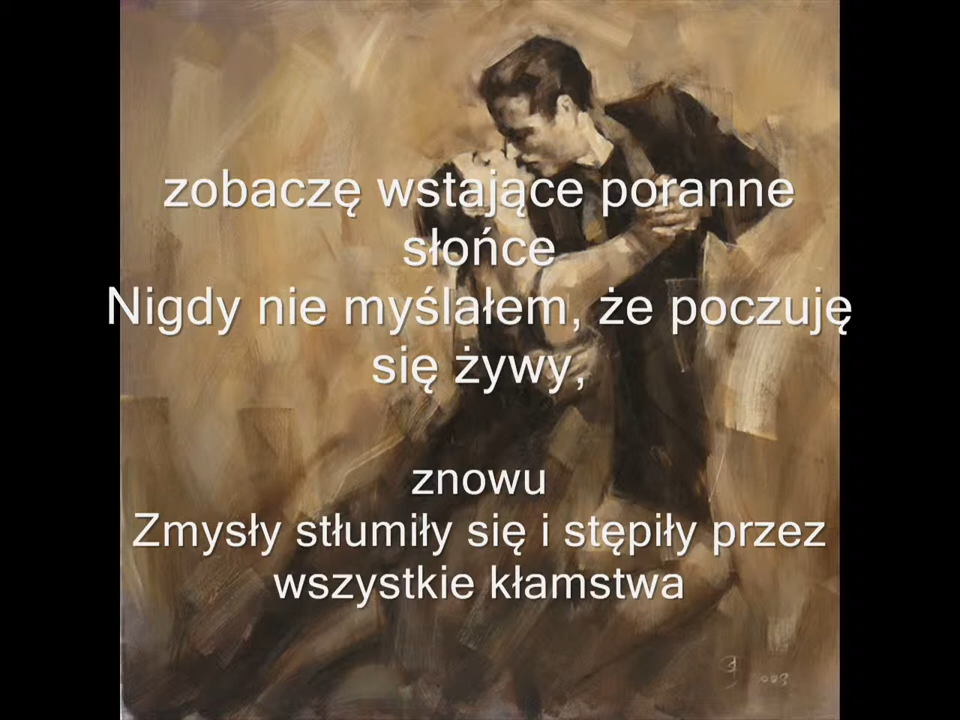 zobaczę wstające poranne
słońce
Nigdy nie myślałem, że poczuję
się żywy,
znowu
Zmysły stłumiły się i stępiły przez
wszystkie kłamstwa